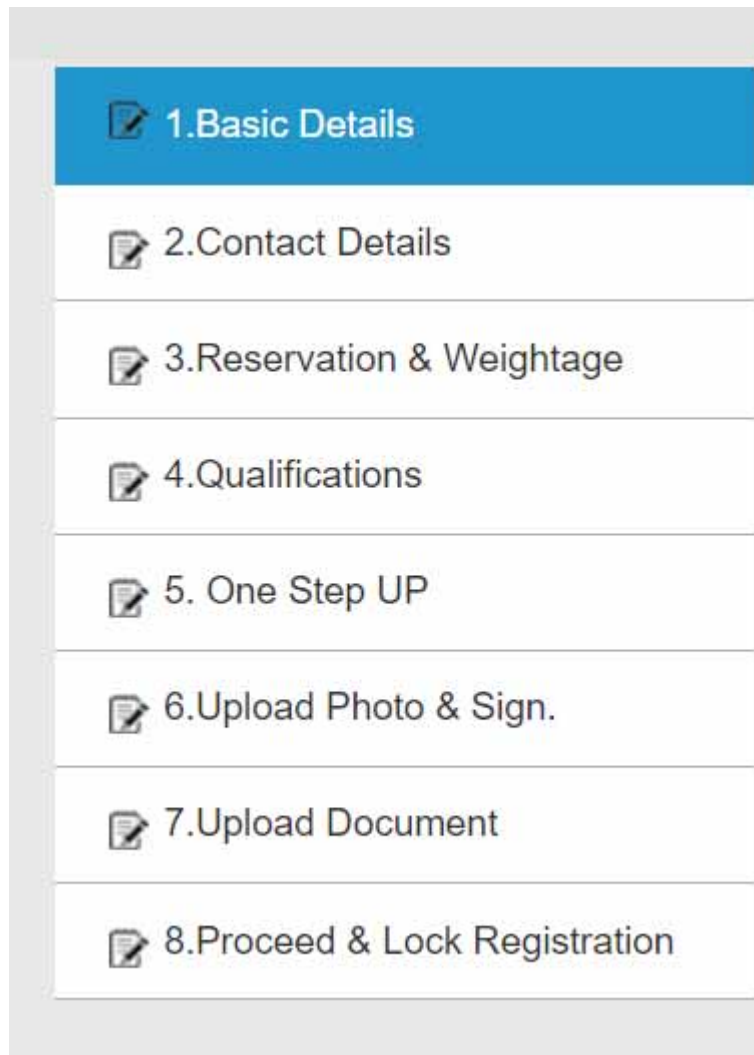 1.Basic Details
2.Contact Details
3.Reservation & Weightage
4.Qualifications
5. One Step UP
6.Upload Photo & Sign.
7.Upload Document
8.Proceed & Lock Registration